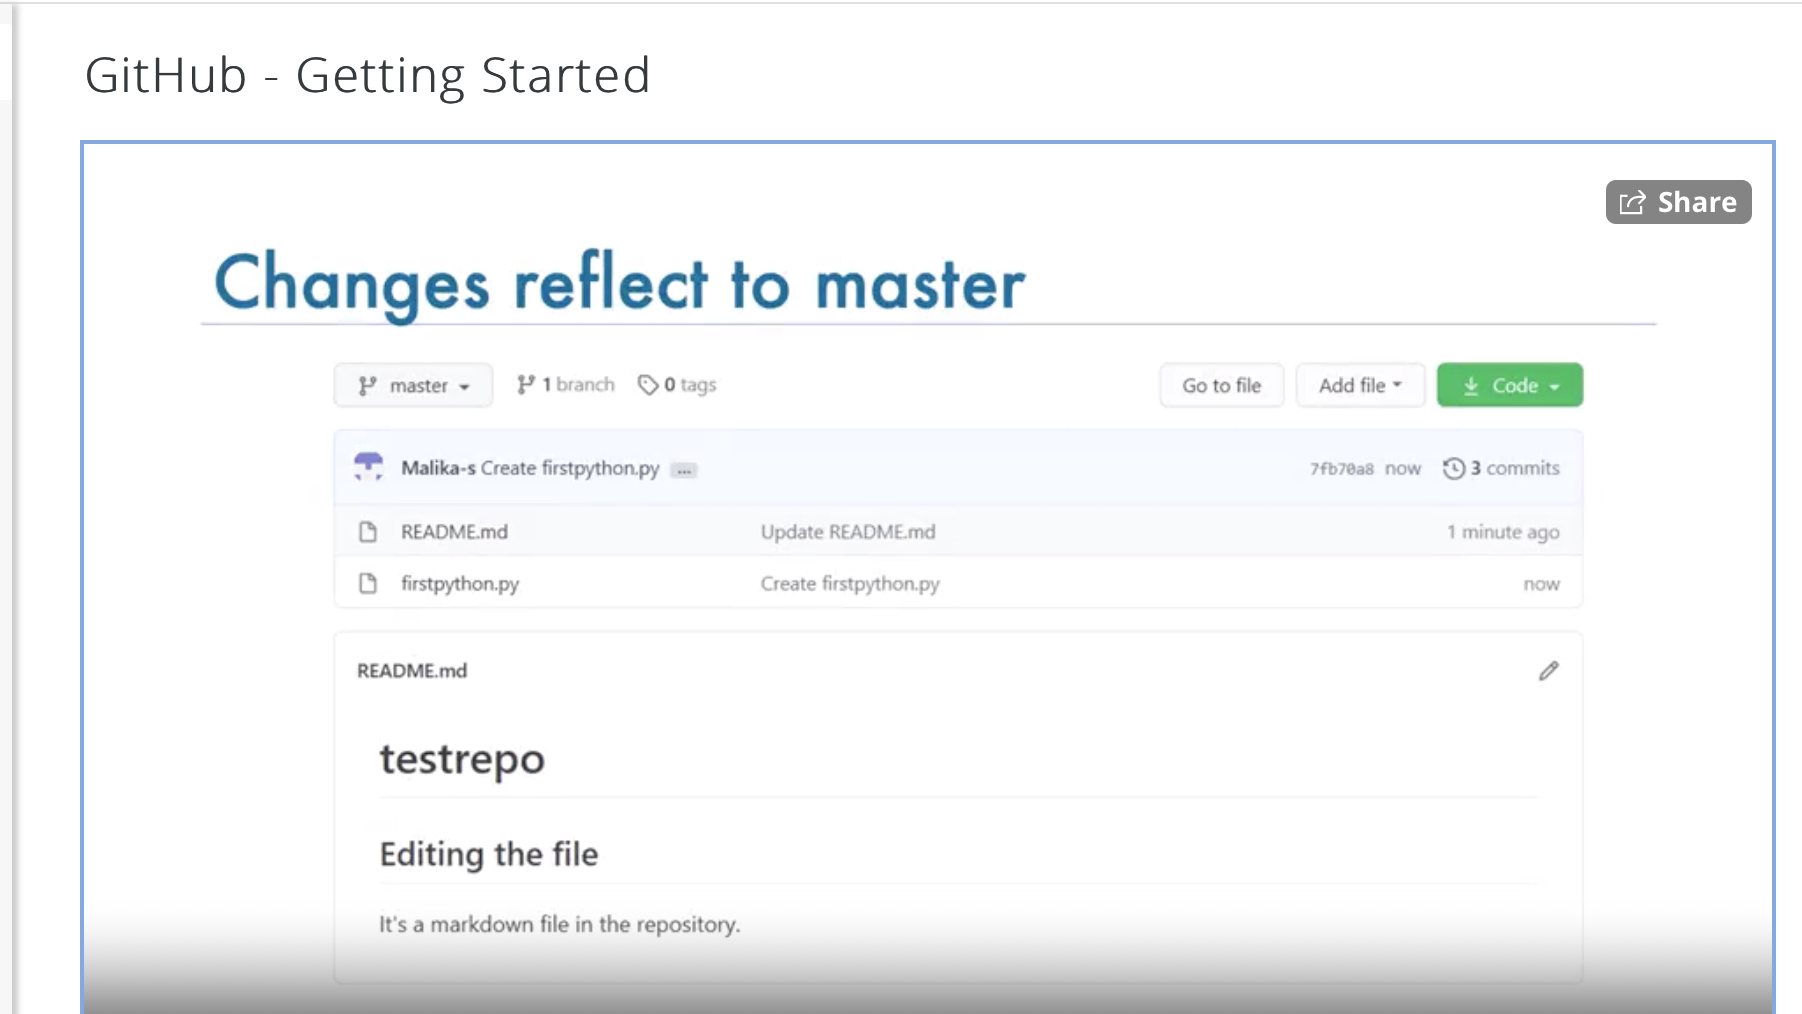 GitHub - Getting Started
Share
Changes reflect to master
master 1 branch 0 tags Go to file Add file Code
Malika-s Create firstpython.py ... 7fb70a8 now 3 commits
README.md Update README.md 1 minute ago
firstpython.py Create firstpython.py now
README.md
testrepo
Editing the file
It's a markdown file in the repository.